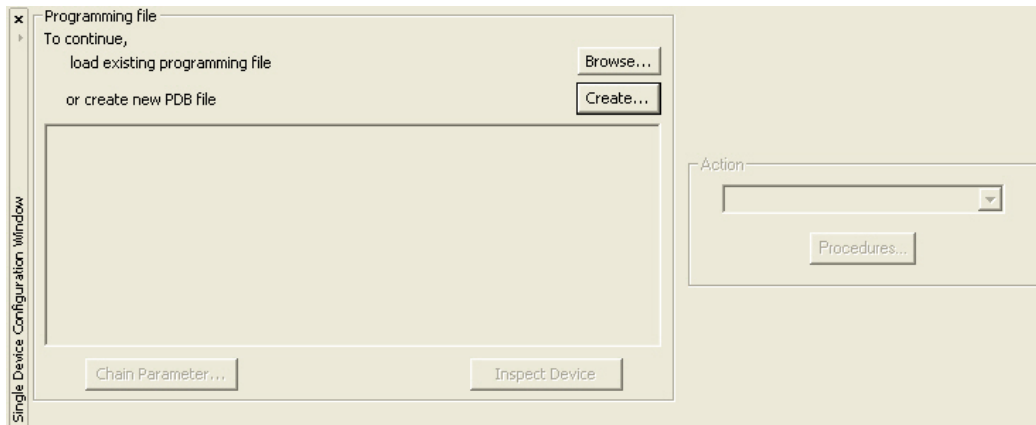 Single Device Configuration Window
Programming file
To continue,
load existing programming file
Browse...
or create new PDB file
Create...
Chain Parameter...
Inspect Device
Action
Procedures...